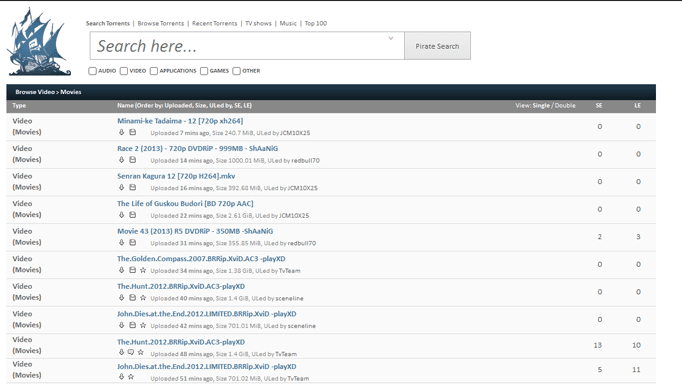 Search Torrents | Browse Torrents | Recent Torrents | TV shows | Music | Top 100
Search here... Pirate Search
AUDIO VIDEO APPLICATIONS GAMES OTHER
Browse Video > Movies
Type Name (Order by: Uploaded, Size, ULed by, SE, LE) View: Single / Double SE LE
Video Minami-ke Tadaima - 12 [720p xh264]
(Movies) Uploaded 7 mins ago, Size 240.7 MiB, ULed by JCM10X25 0 0
Video Race 2 (2013) - 720p DVDRiP - 999MB - ShAaNiG
(Movies) Uploaded 14 mins ago, Size 1000.01 MiB, ULed by redbull70 0 0
Video Senran Kagura 12 [720p H264].mkv
(Movies) Uploaded 16 mins ago, Size 392.68 MiB, ULed by JCM10X25 0 0
Video The Life of Guskou Budori [BD 720p AAC]
(Movies) Uploaded 22 mins ago, Size 2.61 GiB, ULed by JCM10X25 0 0
Video Movie 43 (2013) R5 DVDRiP - 350MB -ShAaNiG
(Movies) Uploaded 31 mins ago, Size 355.85 MiB, ULed by redbull70 2 3
Video The.Golden.Compass.2007.BRRip.XviD.AC3 -playXD
(Movies) Uploaded 34 mins ago, Size 1.38 GiB, ULed by TvTeam 0 0
Video The.Hunt.2012.BRRip.XviD.AC3-playXD
(Movies) Uploaded 40 mins ago, Size 1.4 GiB, ULed by sceneline 0 0
Video John.Dies.at.the.End.2012.LIMITED.BRRip.XviD -playXD
(Movies) Uploaded 42 mins ago, Size 701.01 MiB, ULed by sceneline 0 0
Video The.Hunt.2012.BRRip.XviD.AC3-playXD
(Movies) Uploaded 48 mins ago, Size 1.4 GiB, ULed by TvTeam 13 10
Video John.Dies.at.the.End.2012.LIMITED.BRRip.XviD -playXD
(Movies) Uploaded 51 mins ago, Size 701.02 MiB, ULed by TvTeam 5 11